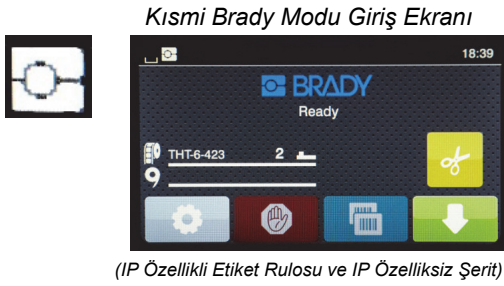 Kısmi Brady Modu Giriş Ekranı
18:39
BRADY
Ready
THT-6-423 2
(IP Özellikli Etiket Rulosu ve IP Özelliksiz Şerit)